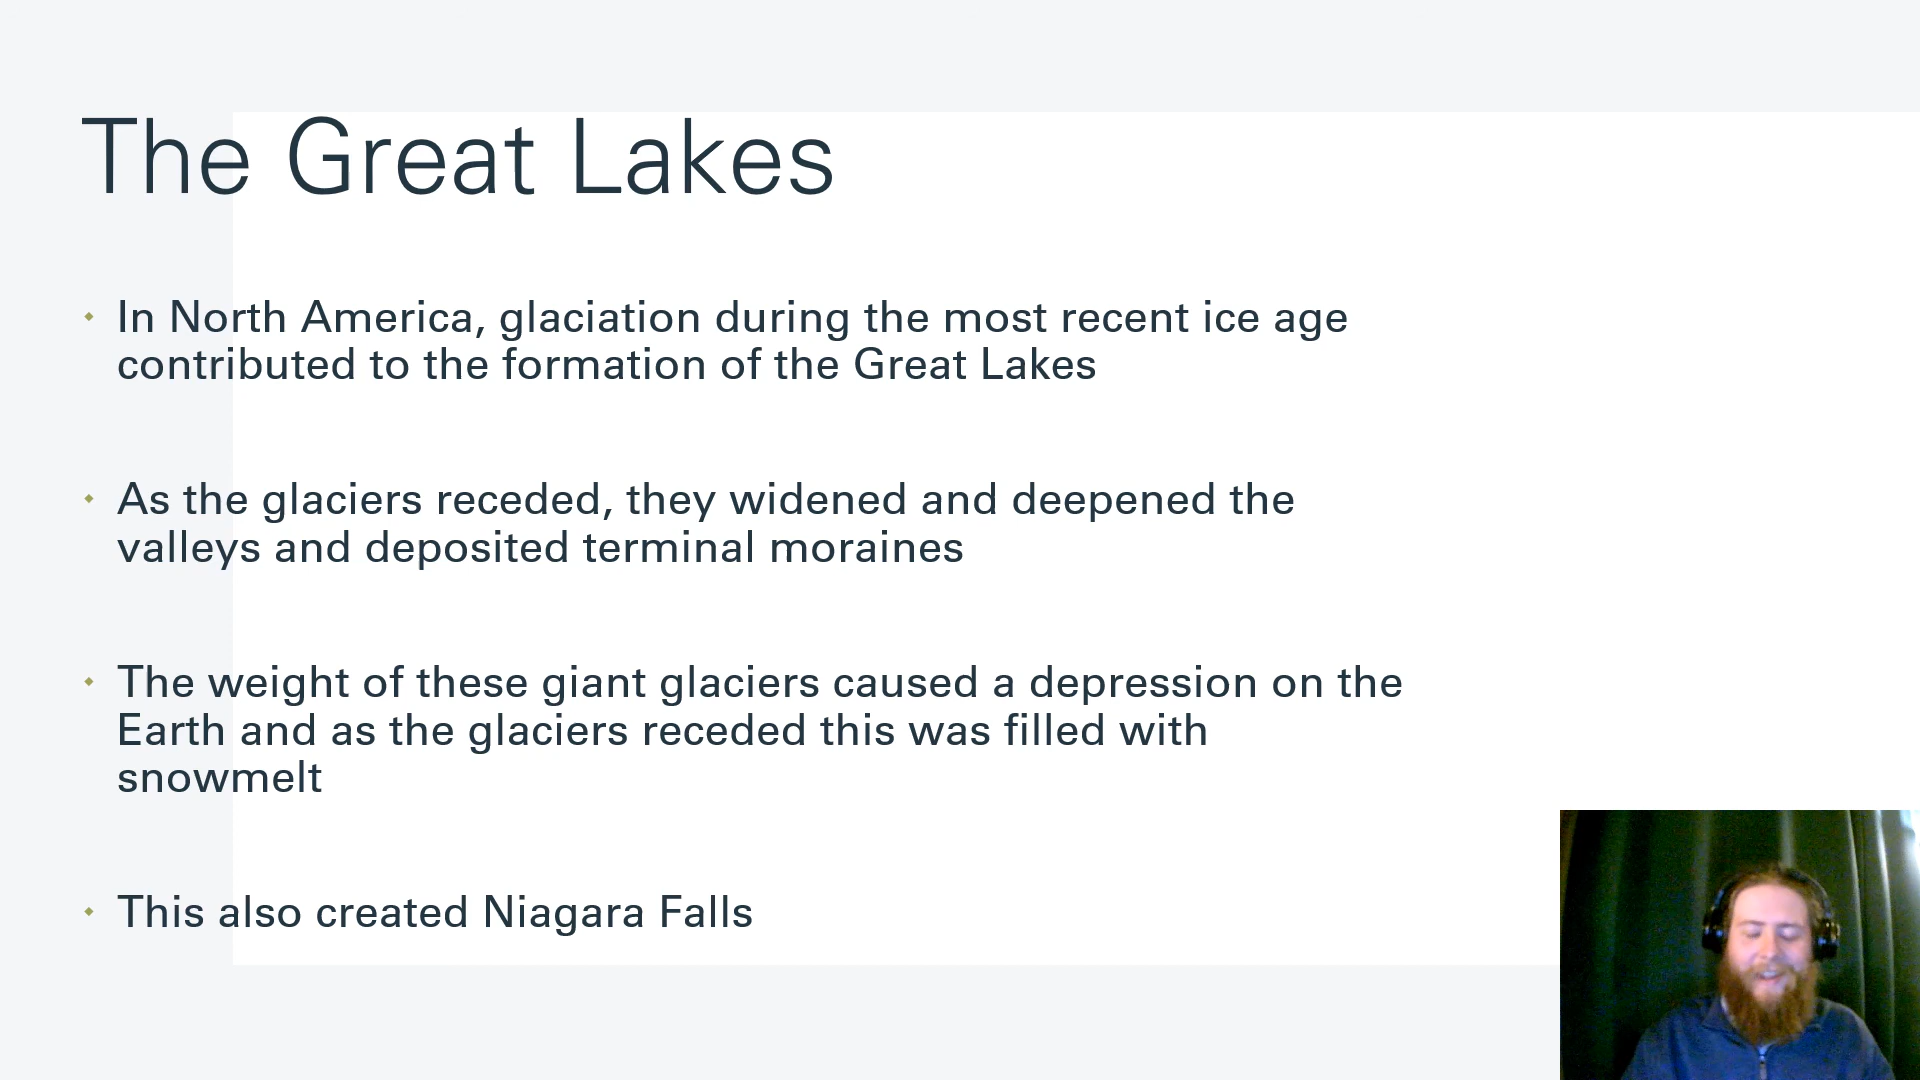 The Great Lakes
In North America, glaciation during the most recent ice age
contributed to the formation of the Great Lakes
As the glaciers receded, they widened and deepened the
valleys and deposited terminal moraines
The weight of these giant glaciers caused a depression on the
Earth and as the glaciers receded this was filled with
snowmelt
This also created Niagara Falls